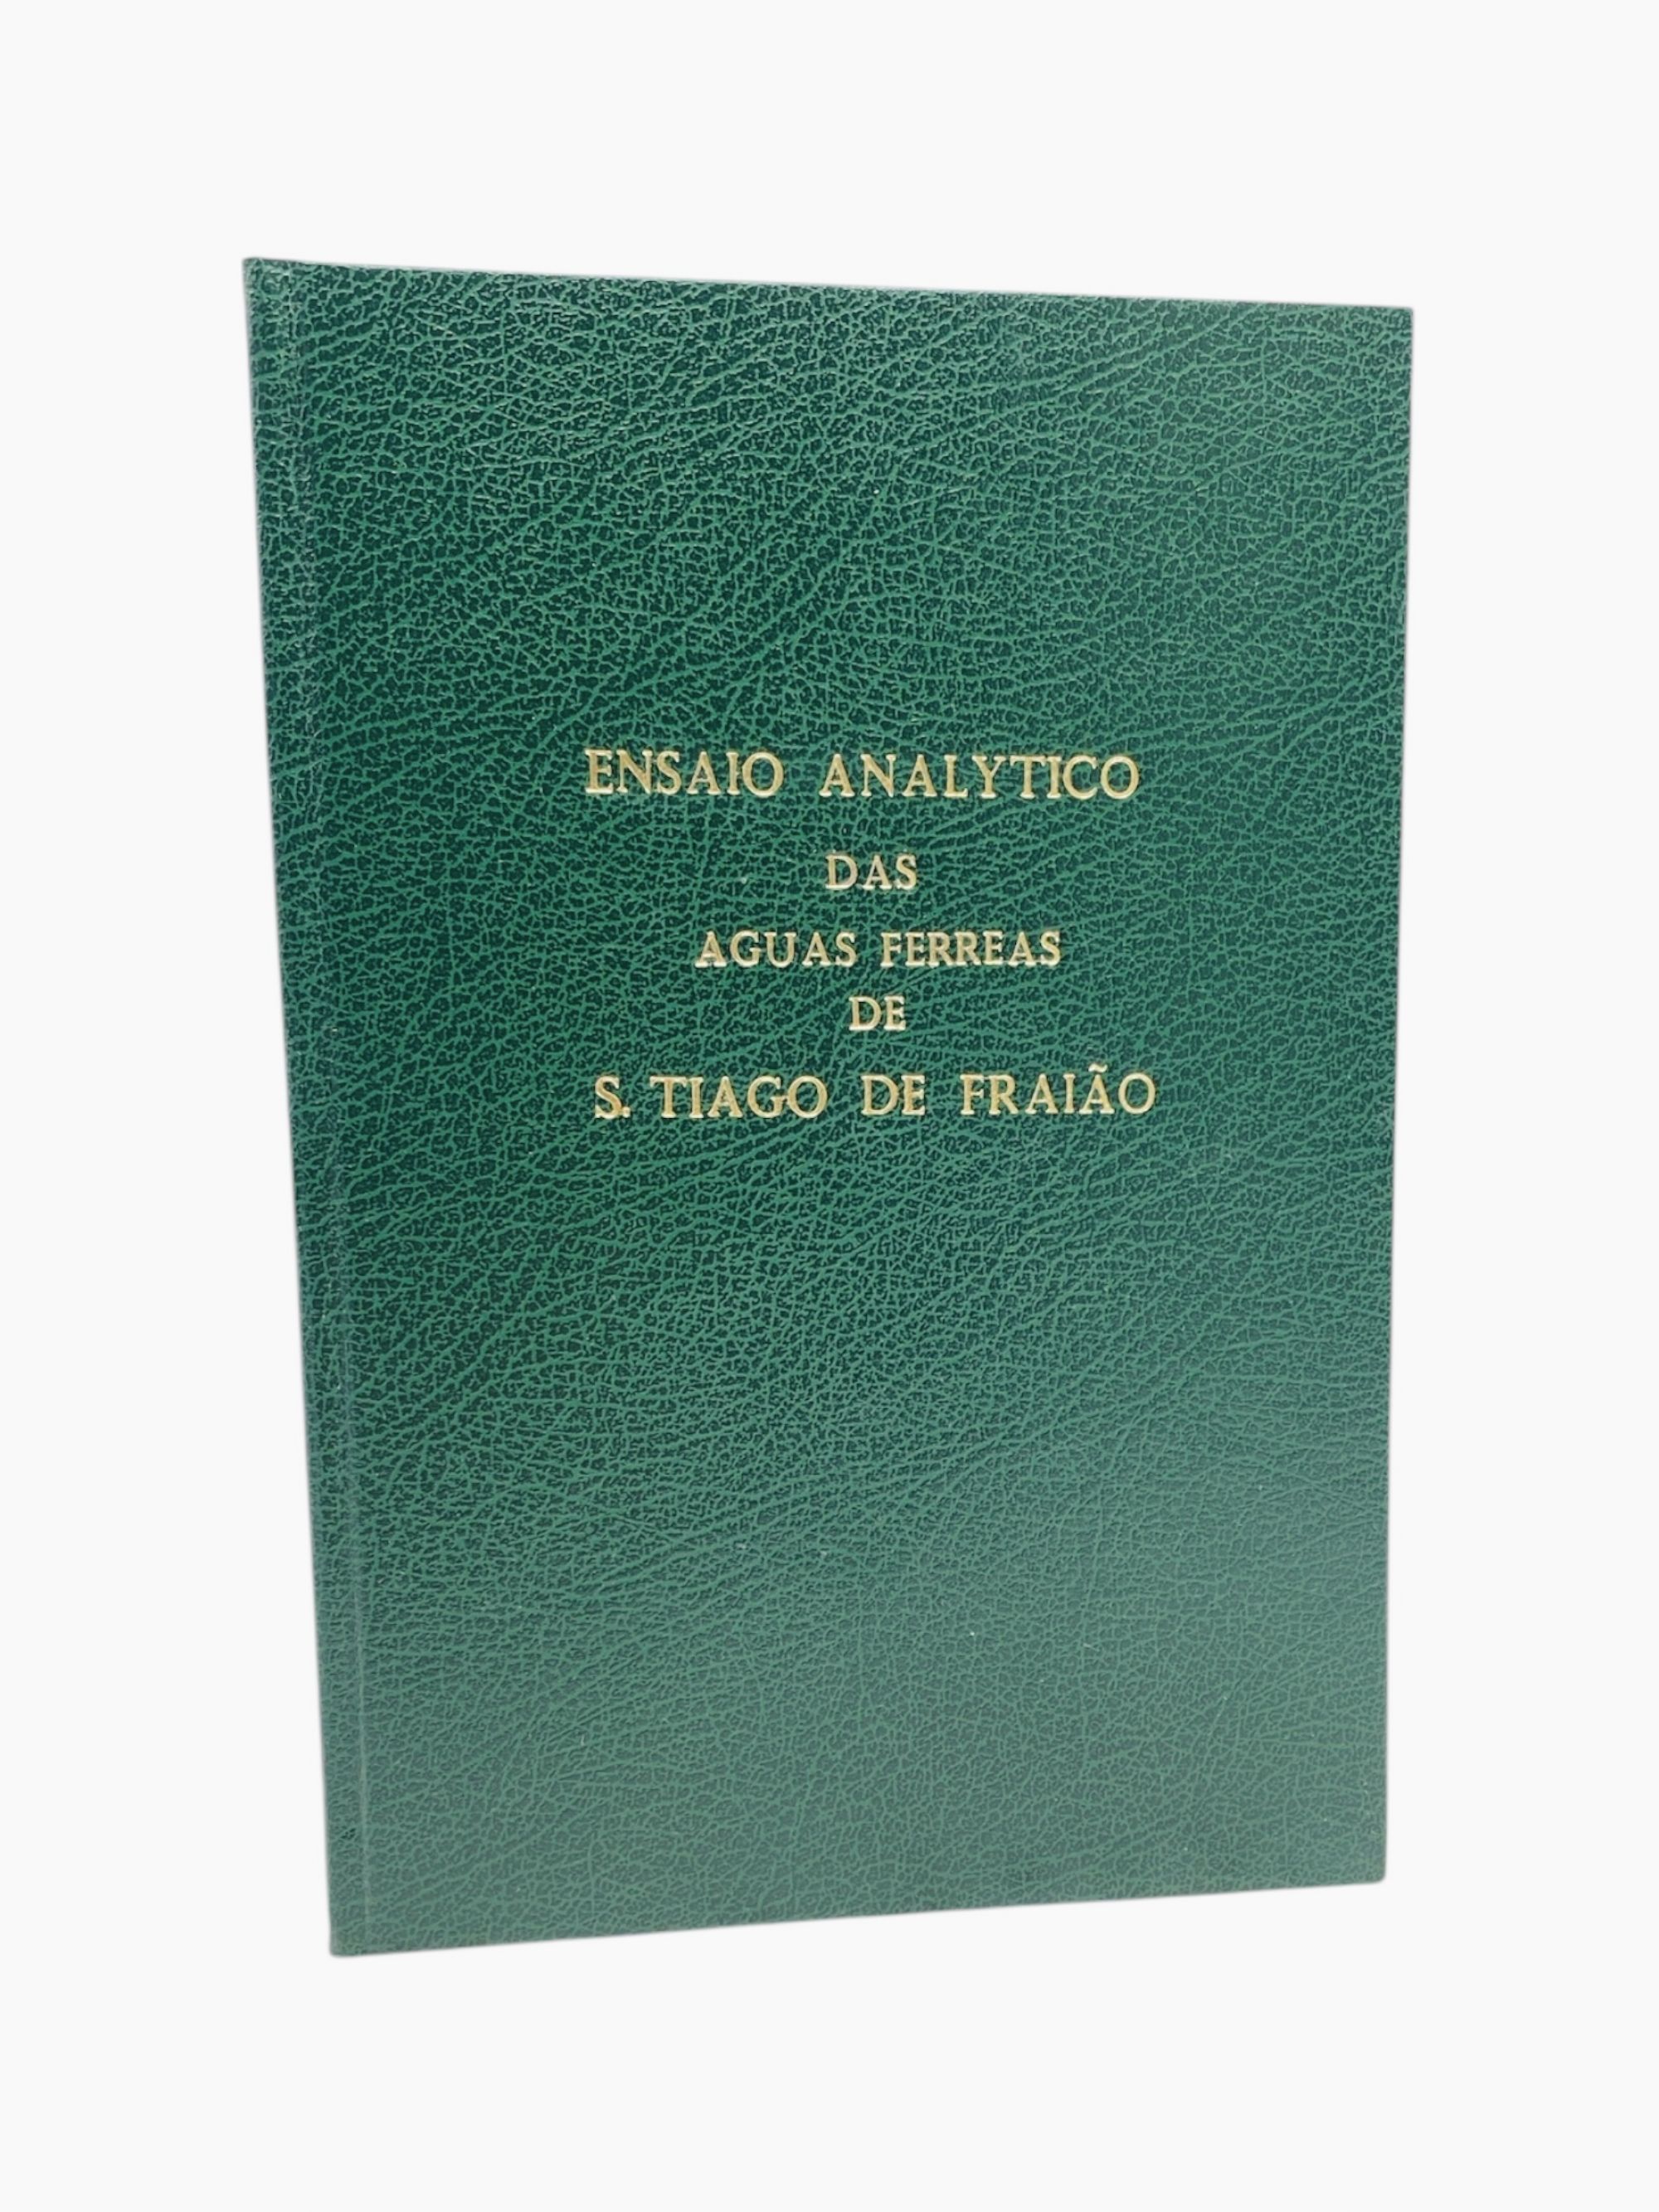 ENSAIO ANALYTICO
DAS
AGUAS FERREAS
DE
S. TIAGO DE FRAIÃO